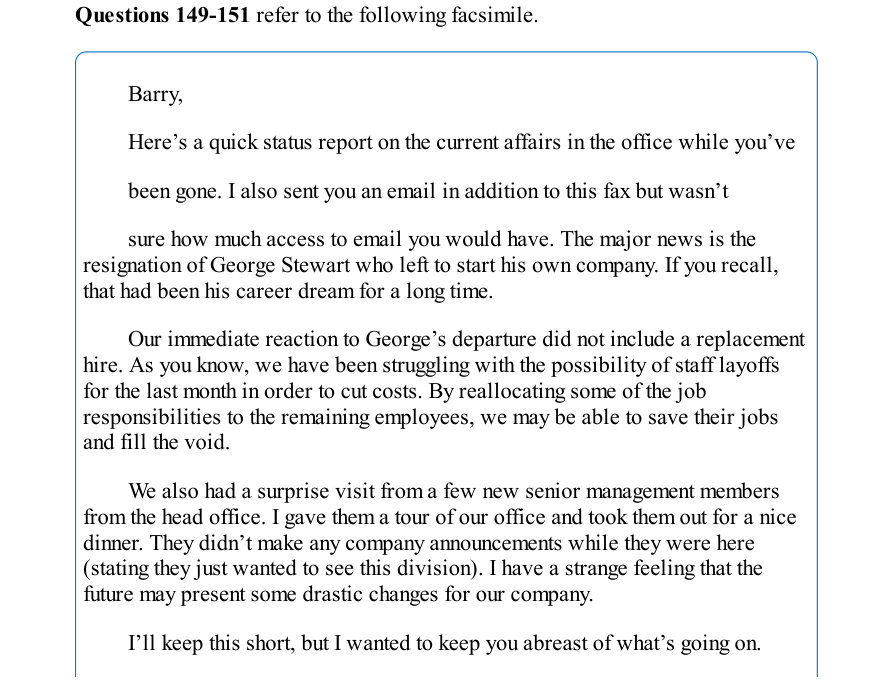 Questions 149-151 refer to the following facsimile.
Barry,
Here’s a quick status report on the current affairs in the office while you’ve
been gone. I also sent you an email in addition to this fax but wasn’t
sure how much access to email you would have. The major news is the
resignation of George Stewart who left to start his own company. If you recall,
that had been his career dream for a long time.
Our immediate reaction to George’s departure did not include a replacement
hire. As you know, we have been struggling with the possibility of staff layoffs
for the last month in order to cut costs. By reallocating some of the job
responsibilities to the remaining employees, we may be able to save their jobs
and fill the void.
We also had a surprise visit from a few new senior management members
from the head office. I gave them a tour of our office and took them out for a nice
dinner. They didn’t make any company announcements while they were here
(stating they just wanted to see this division). I have a strange feeling that the
future may present some drastic changes for our company.
I’ll keep this short, but I wanted to keep you abreast of what’s going on.